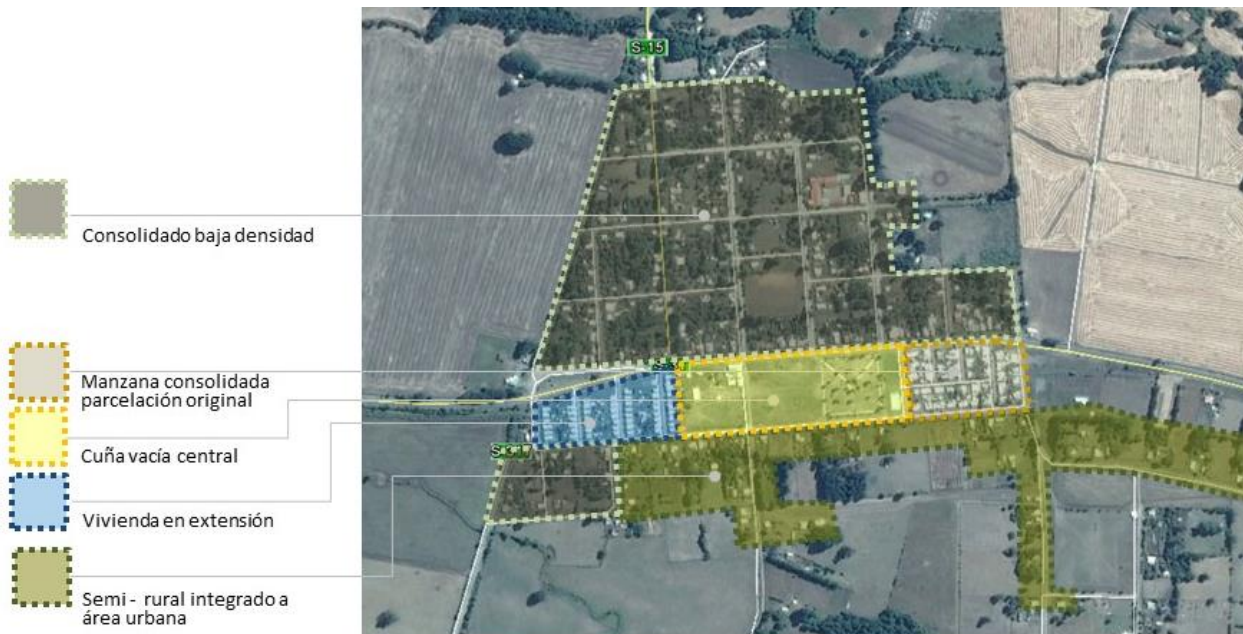 S-15
Consolidado baja densidad
Manzana consolidada
parcelación original
Cuña vacía central
Vivienda en extensión
Semi - rural integrado a
área urbana